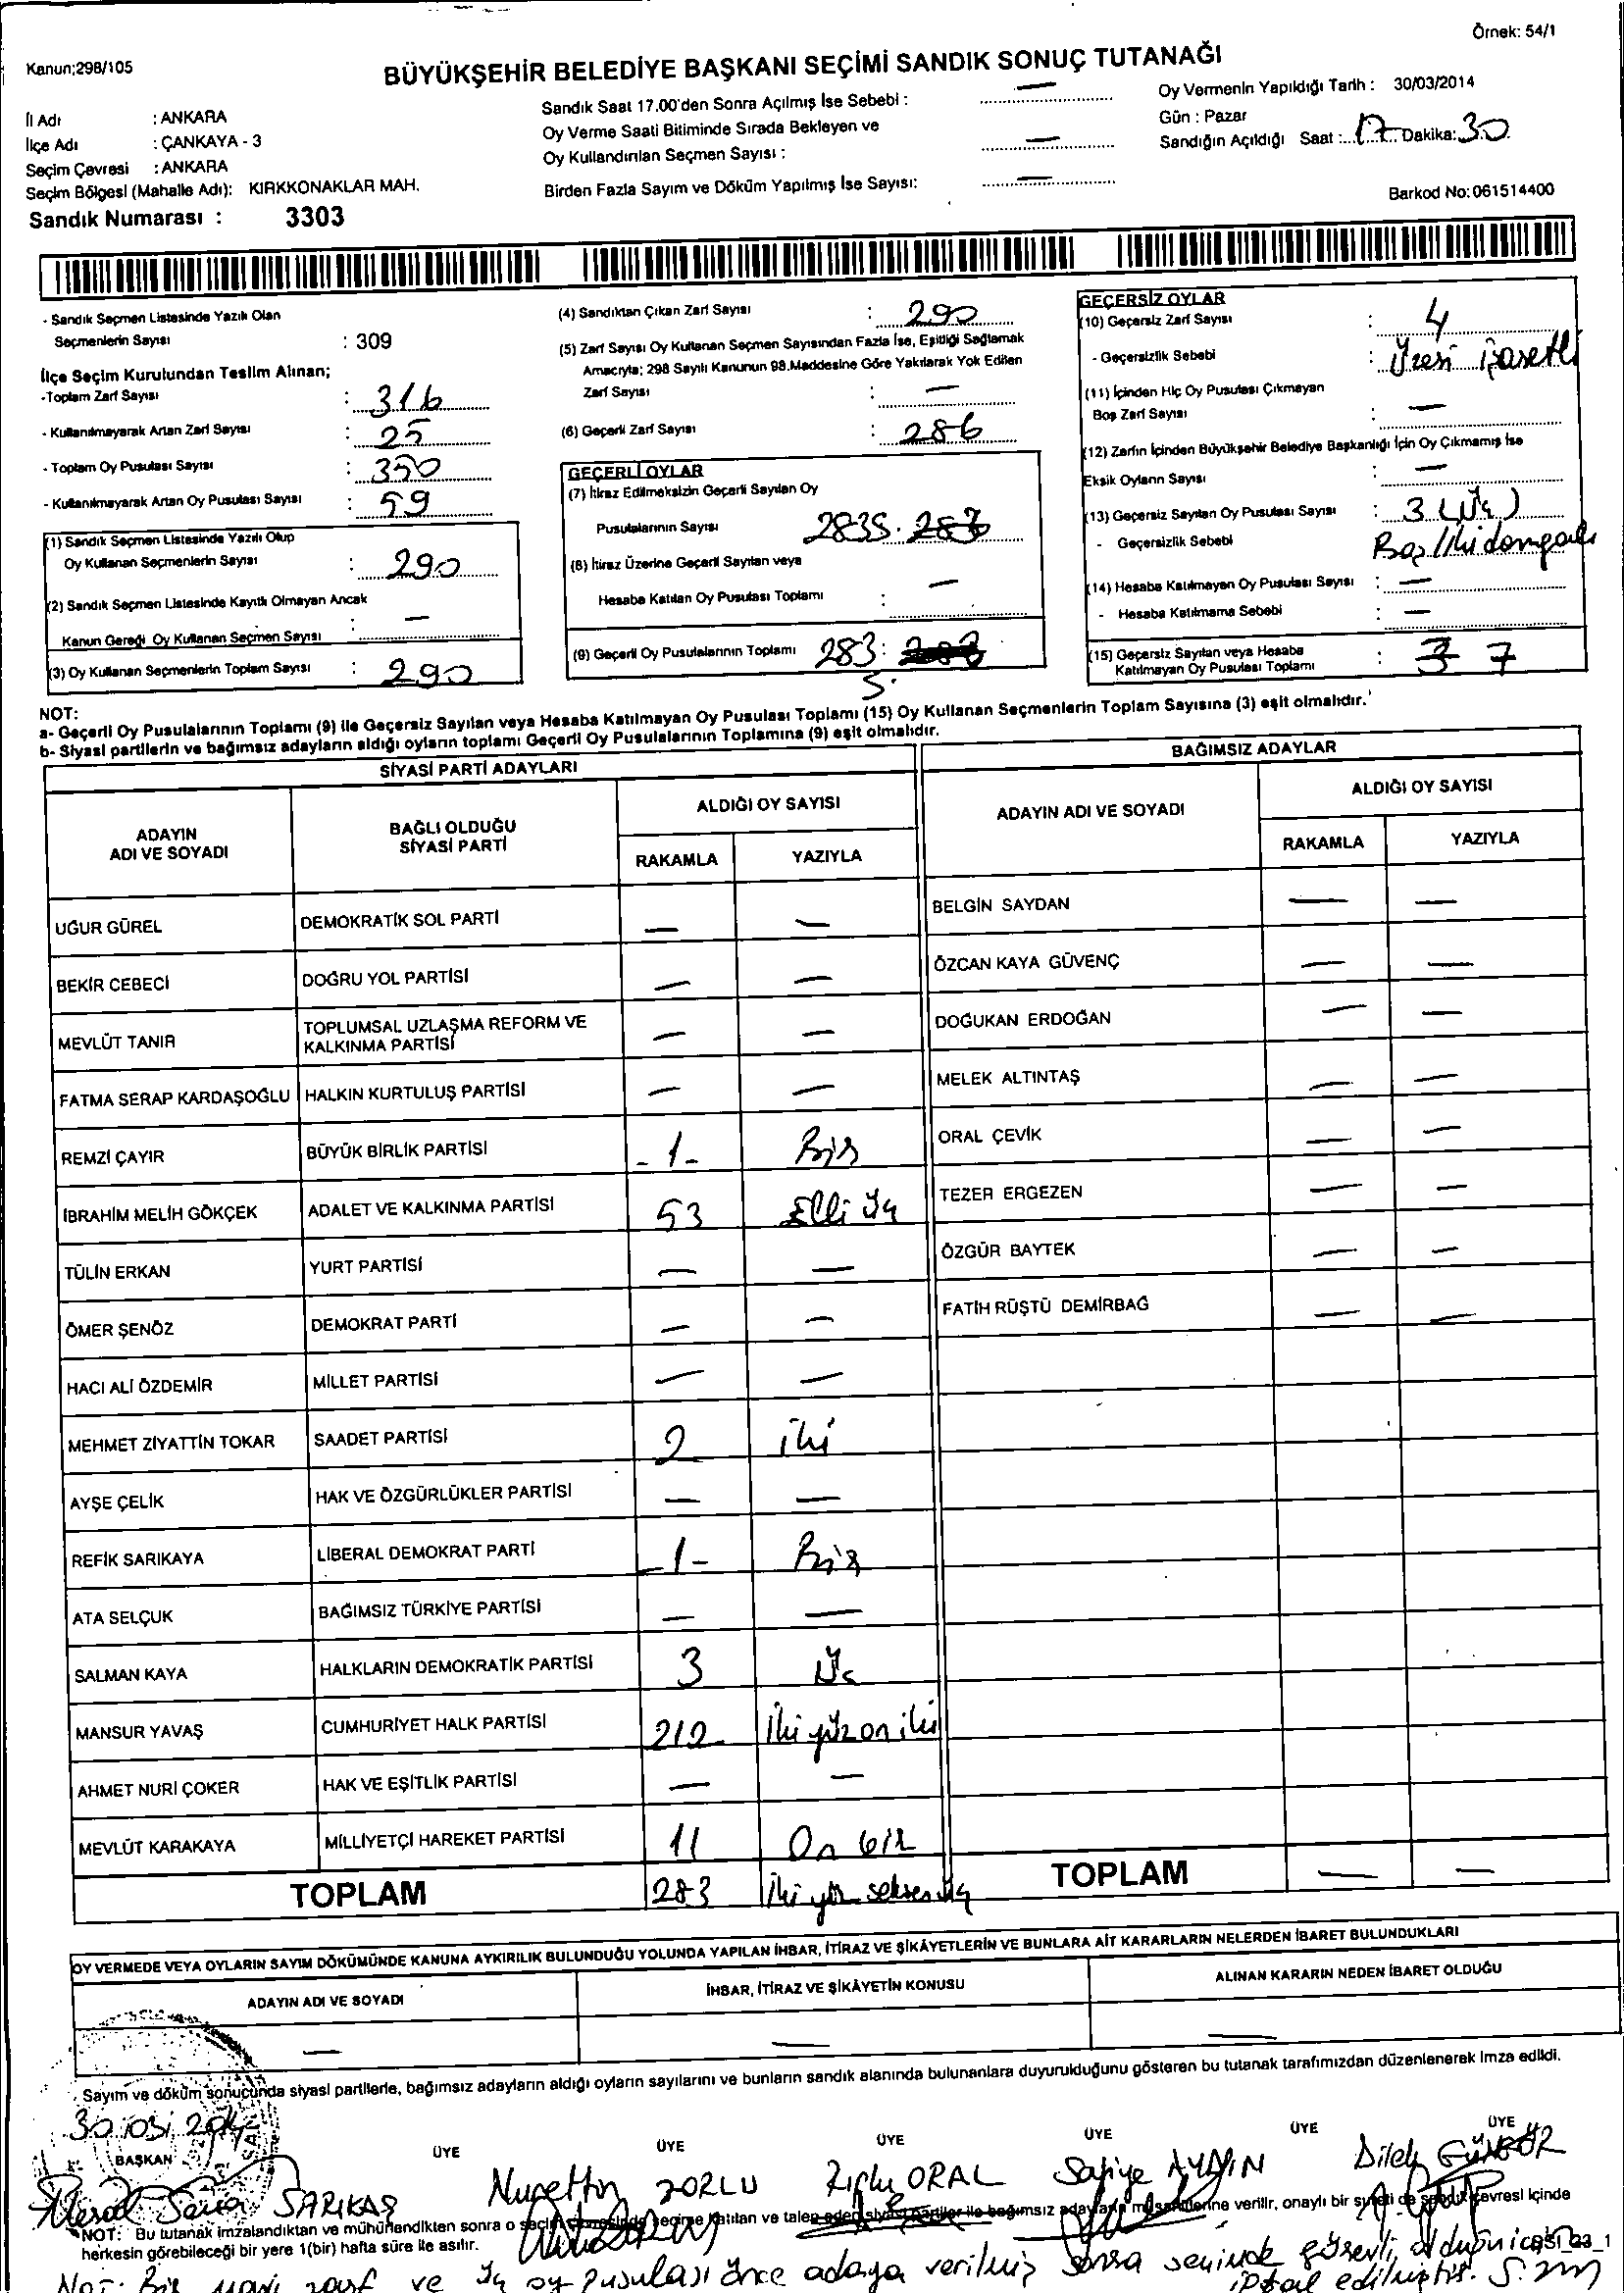 Örnek: 54/1
Kanun;298/105
BÜYÜKŞEHİR BELEDİYE BAŞKANI SEÇİMİ SANDIK SONUÇ TUTANAĞI
İl Adı : ANKARA
İlçe Adı : ÇANKAYA - 3
Seçim Çevresi : ANKARA
Seçim Bölgesi (Mahalle Adı): KIRKKONAKLAR MAH.
Sandık Numarası : 3303
Sandık Saat 17.00'den Sonra Açılmış İse Sebebi : —
Oy Verme Saati Bitiminde Sırada Bekleyen ve
Oy Kullandırılan Seçmen Sayısı : —
Birden Fazla Sayım ve Döküm Yapılmış İse Sayısı: —
Oy Vermenin Yapıldığı Tarih : 30/03/2014
Gün : Pazar
Sandığın Açıldığı Saat : 17 Dakika: 30
Barkod No: 061514400
- Sandık Seçmen Listesinde Yazılı Olan
Seçmenlerin Sayısı : 309
İlçe Seçim Kurulundan Teslim Alınan;
-Toplam Zarf Sayısı : 316
- Kullanılmayarak Artan Zarf Sayısı : 25
- Toplam Oy Pusulası Sayısı : 350
- Kullanılmayarak Artan Oy Pusulası Sayısı : 59
(1) Sandık Seçmen Listesinde Yazılı Olup
Oy Kullanan Seçmenlerin Sayısı : 290
(2) Sandık Seçmen Listesinde Kayıtlı Olmayan Ancak
Kanun Gereği Oy Kullanan Seçmen Sayısı : —
(3) Oy Kullanan Seçmenlerin Toplam Sayısı : 290
(4) Sandıktan Çıkan Zarf Sayısı : 290
(5) Zarf Sayısı Oy Kullanan Seçmen Sayısından Fazla İse, Eşitliği Sağlamak
Amacıyla; 298 Sayılı Kanunun 98.Maddesine Göre Yakılarak Yok Edilen
Zarf Sayısı : —
(6) Geçerli Zarf Sayısı : 286
GEÇERLİ OYLAR
(7) İtiraz Edilmeksizin Geçerli Sayılan Oy
Pusulalarının Sayısı 283
(8) İtiraz Üzerine Geçerli Sayılan veya
Hesaba Katılan Oy Pusulası Toplamı : —
(9) Geçerli Oy Pusulalarının Toplamı 283
GEÇERSİZ OYLAR
(10) Geçersiz Zarf Sayısı : 4
- Geçersizlik Sebebi : Üzeri işaretli
(11) İçinden Hiç Oy Pusulası Çıkmayan
Boş Zarf Sayısı : —
(12) Zarfın İçinden Büyükşehir Belediye Başkanlığı İçin Oy Çıkmamış İse
Eksik Oyların Sayısı : —
(13) Geçersiz Sayılan Oy Pusulası Sayısı : 3 (Üç)
- Geçersizlik Sebebi Boş/İki damgalı
(14) Hesaba Katılmayan Oy Pusulası Sayısı : —
- Hesaba Katılmama Sebebi : —
(15) Geçersiz Sayılan veya Hesaba
Katılmayan Oy Pusulası Toplamı : 3 7
NOT:
a- Geçerli Oy Pusulalarının Toplamı (9) ile Geçersiz Sayılan veya Hesaba Katılmayan Oy Pusulası Toplamı (15) Oy Kullanan Seçmenlerin Toplam Sayısına (3) eşit olmalıdır.
b- Siyasi partilerin ve bağımsız adayların aldığı oyların toplamı Geçerli Oy Pusulalarının Toplamına (9) eşit olmalıdır.
SİYASİ PARTİ ADAYLARI
ADAYIN ADI VE SOYADI BAĞLI OLDUĞU SİYASİ PARTİ ALDIĞI OY SAYISI
RAKAMLA YAZIYLA
UĞUR GÜREL DEMOKRATİK SOL PARTİ — —
BEKİR CEBECİ DOĞRU YOL PARTİSİ — —
MEVLÜT TANIR TOPLUMSAL UZLAŞMA REFORM VE KALKINMA PARTİSİ — —
FATMA SERAP KARDAŞOĞLU HALKIN KURTULUŞ PARTİSİ — —
REMZİ ÇAYIR BÜYÜK BİRLİK PARTİSİ -1- Bir
İBRAHİM MELİH GÖKÇEK ADALET VE KALKINMA PARTİSİ 53 Elli üç
TÜLİN ERKAN YURT PARTİSİ — —
ÖMER ŞENÖZ DEMOKRAT PARTİ — —
HACI ALİ ÖZDEMİR MİLLET PARTİSİ — —
MEHMET ZİYATTİN TOKAR SAADET PARTİSİ 2 iki
AYŞE ÇELİK HAK VE ÖZGÜRLÜKLER PARTİSİ — —
REFİK SARIKAYA LİBERAL DEMOKRAT PARTİ -1- Bir
ATA SELÇUK BAĞIMSIZ TÜRKİYE PARTİSİ — —
SALMAN KAYA HALKLARIN DEMOKRATİK PARTİSİ 3 Üç
MANSUR YAVAŞ CUMHURİYET HALK PARTİSİ 212 İki yüz on iki
AHMET NURİ ÇOKER HAK VE EŞİTLİK PARTİSİ — —
MEVLÜT KARAKAYA MİLLİYETÇİ HAREKET PARTİSİ 11 On bir
TOPLAM 283 İki yüz seksen üç
BAĞIMSIZ ADAYLAR
ADAYIN ADI VE SOYADI ALDIĞI OY SAYISI
RAKAMLA YAZIYLA
BELGİN SAYDAN — —
ÖZCAN KAYA GÜVENÇ — —
DOĞUKAN ERDOĞAN — —
MELEK ALTINTAŞ — —
ORAL ÇEVİK — —
TEZER ERGEZEN — —
ÖZGÜR BAYTEK — —
FATİH RÜŞTÜ DEMİRBAĞ — —
TOPLAM — —
OY VERMEDE VEYA OYLARIN SAYIM DÖKÜMÜNDE KANUNA AYKIRILIK BULUNDUĞU YOLUNDA YAPILAN İHBAR, İTİRAZ VE ŞİKÂYETLERİN VE BUNLARA AİT KARARLARIN NELERDEN İBARET BULUNDUKLARI
ADAYIN ADI VE SOYADI İHBAR, İTİRAZ VE ŞİKÂYETİN KONUSU ALINAN KARARIN NEDEN İBARET OLDUĞU
— — —
Sayım ve döküm sonucunda siyasi partilerle, bağımsız adayların aldığı oyların sayılarını ve bunların sandık alanında bulunanlara duyurulduğunu gösteren bu tutanak tarafımızdan düzenlenerek imza edildi.
30.03.2014
BAŞKAN ÜYE ÜYE ÜYE ÜYE ÜYE ÜYE
SARIKAŞ Nurettin ZORLU ORAL Safiye AYDIN Dilek GÜNGÖR
NOT: Bu tutanak imzalandıktan ve mühürlendikten sonra o seçim çevresinde seçime katılan ve talep eden siyasi partiler ile bağımsız adayların müşahitlerine verilir, onaylı bir sureti de sandık çevresi içinde
herkesin görebileceği bir yere 1(bir) hafta süre ile asılır.
Not: Bir zarf ve üç oy pusulası önce adaya verilmiş sonra görevli olduğu için
iptal edilmiştir.